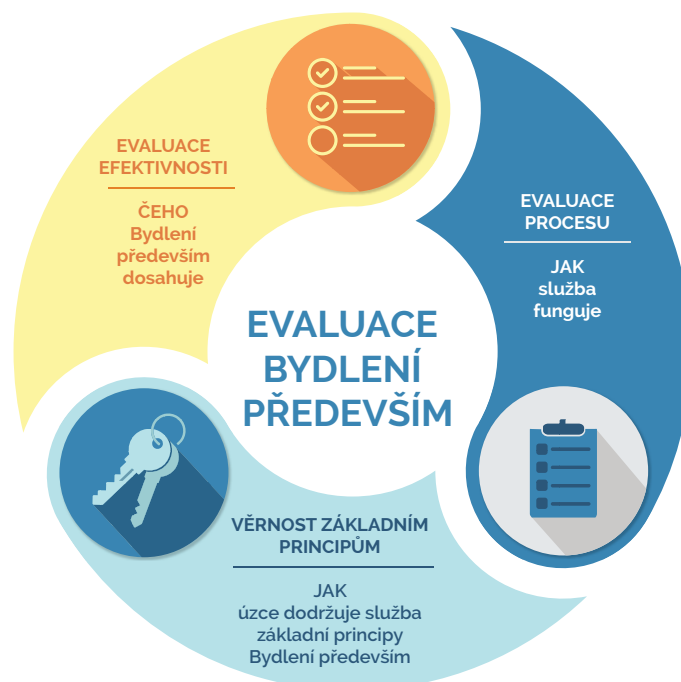 EVALUACE
EFEKTIVNOSTI
ČEHO
Bydlení
především
dosahuje
EVALUACE
PROCESU
JAK
služba
funguje
EVALUACE
BYDLENÍ
PŘEDEVŠÍM
VĚRNOST ZÁKLADNÍM
PRINCIPŮM
JAK
úzce dodržuje služba
základní principy
Bydlení především